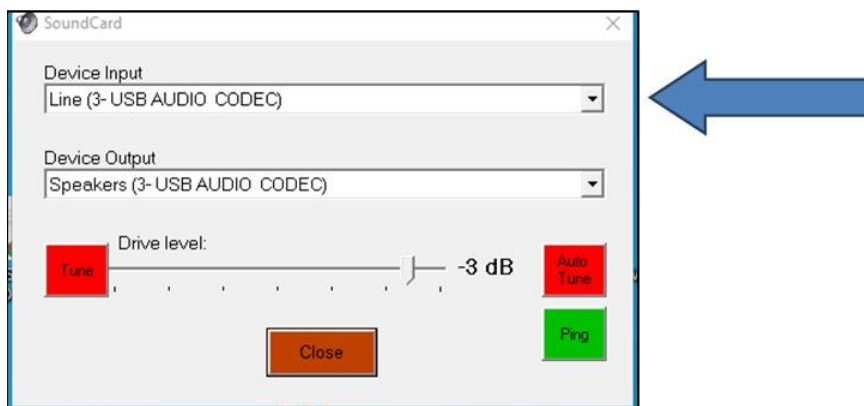 SoundCard
Device Input
Line (3- USB AUDIO  CODEC)
Device Output
Speakers (3- USB AUDIO  CODEC)
Drive level:
Tune
-3 dB
Auto
Tune
Ping
Close